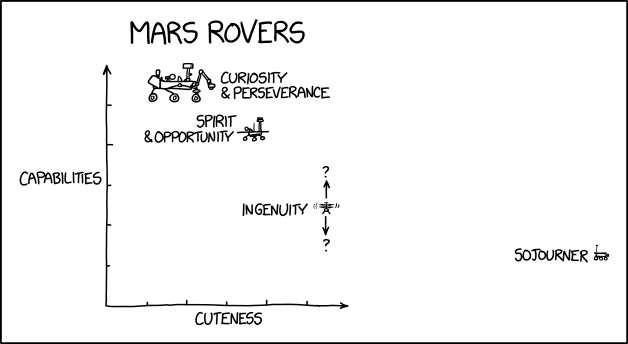 MARS ROVERS
CURIOSITY
& PERSEVERANCE
SPIRIT
& OPPORTUNITY
CAPABILITIES
?
INGENUITY
?
SOJOURNER
CUTENESS